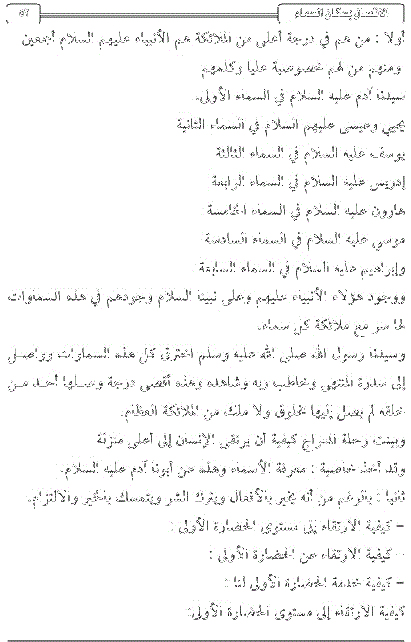 الاتصال بسكان السماء
٥٧
أولا : من هم في درجة أعلى من الملائكة هم الأنبياء عليهم السلام أجمعين
ومنهم من لهم خصوصية عليا وكلهم
سيدنا آدم عليه السلام في السماء الأولى.
يحيى وعيسى عليهم السلام في السماء الثانية
يوسف عليه السلام في السماء الثالثة
إدريس عليه السلام في السماء الرابعة
هارون عليه السلام في السماء الخامسة
موسى عليه السلام في السماء السادسة
وإبراهيم عليه السلام في السماء السابعة
ووجود هؤلاء الأنبياء عليهم وعلى نبينا السلام وجودهم في هذه السماوات
لها سر مع ملائكة كل سماء.
وسيدنا رسول الله صلى الله عليه وسلم اخترق كل هذه السماوات وواصل
إلى سدرة المنتهى وخاطب ربه وشاهده وهذه أقصى درجة وصلها أحد من
خلقه لم يصل إليها مخلوق ولا ملك من الملائكة العظام.
وبينت رحلة المعراج كيفية أن يرتقي الإنسان إلى أعلى منزلة
وقد أخذ خاصية : معرفة الأسماء وهذه عن أبونا آدم عليه السلام.
ثانيا : بالرغم من أنه يخير بالأفعال ويترك الشر ويتمسك بالخير والالتزام.
– كيفية الارتقاء إلى مستوى الحضارة الأولى :
– كيفية الارتقاء عن الحضارة الأولى :
– كيفية خدمة الحضارة الأولى لنا :
كيفية الارتقاء إلى مستوى الحضارة الأولى: